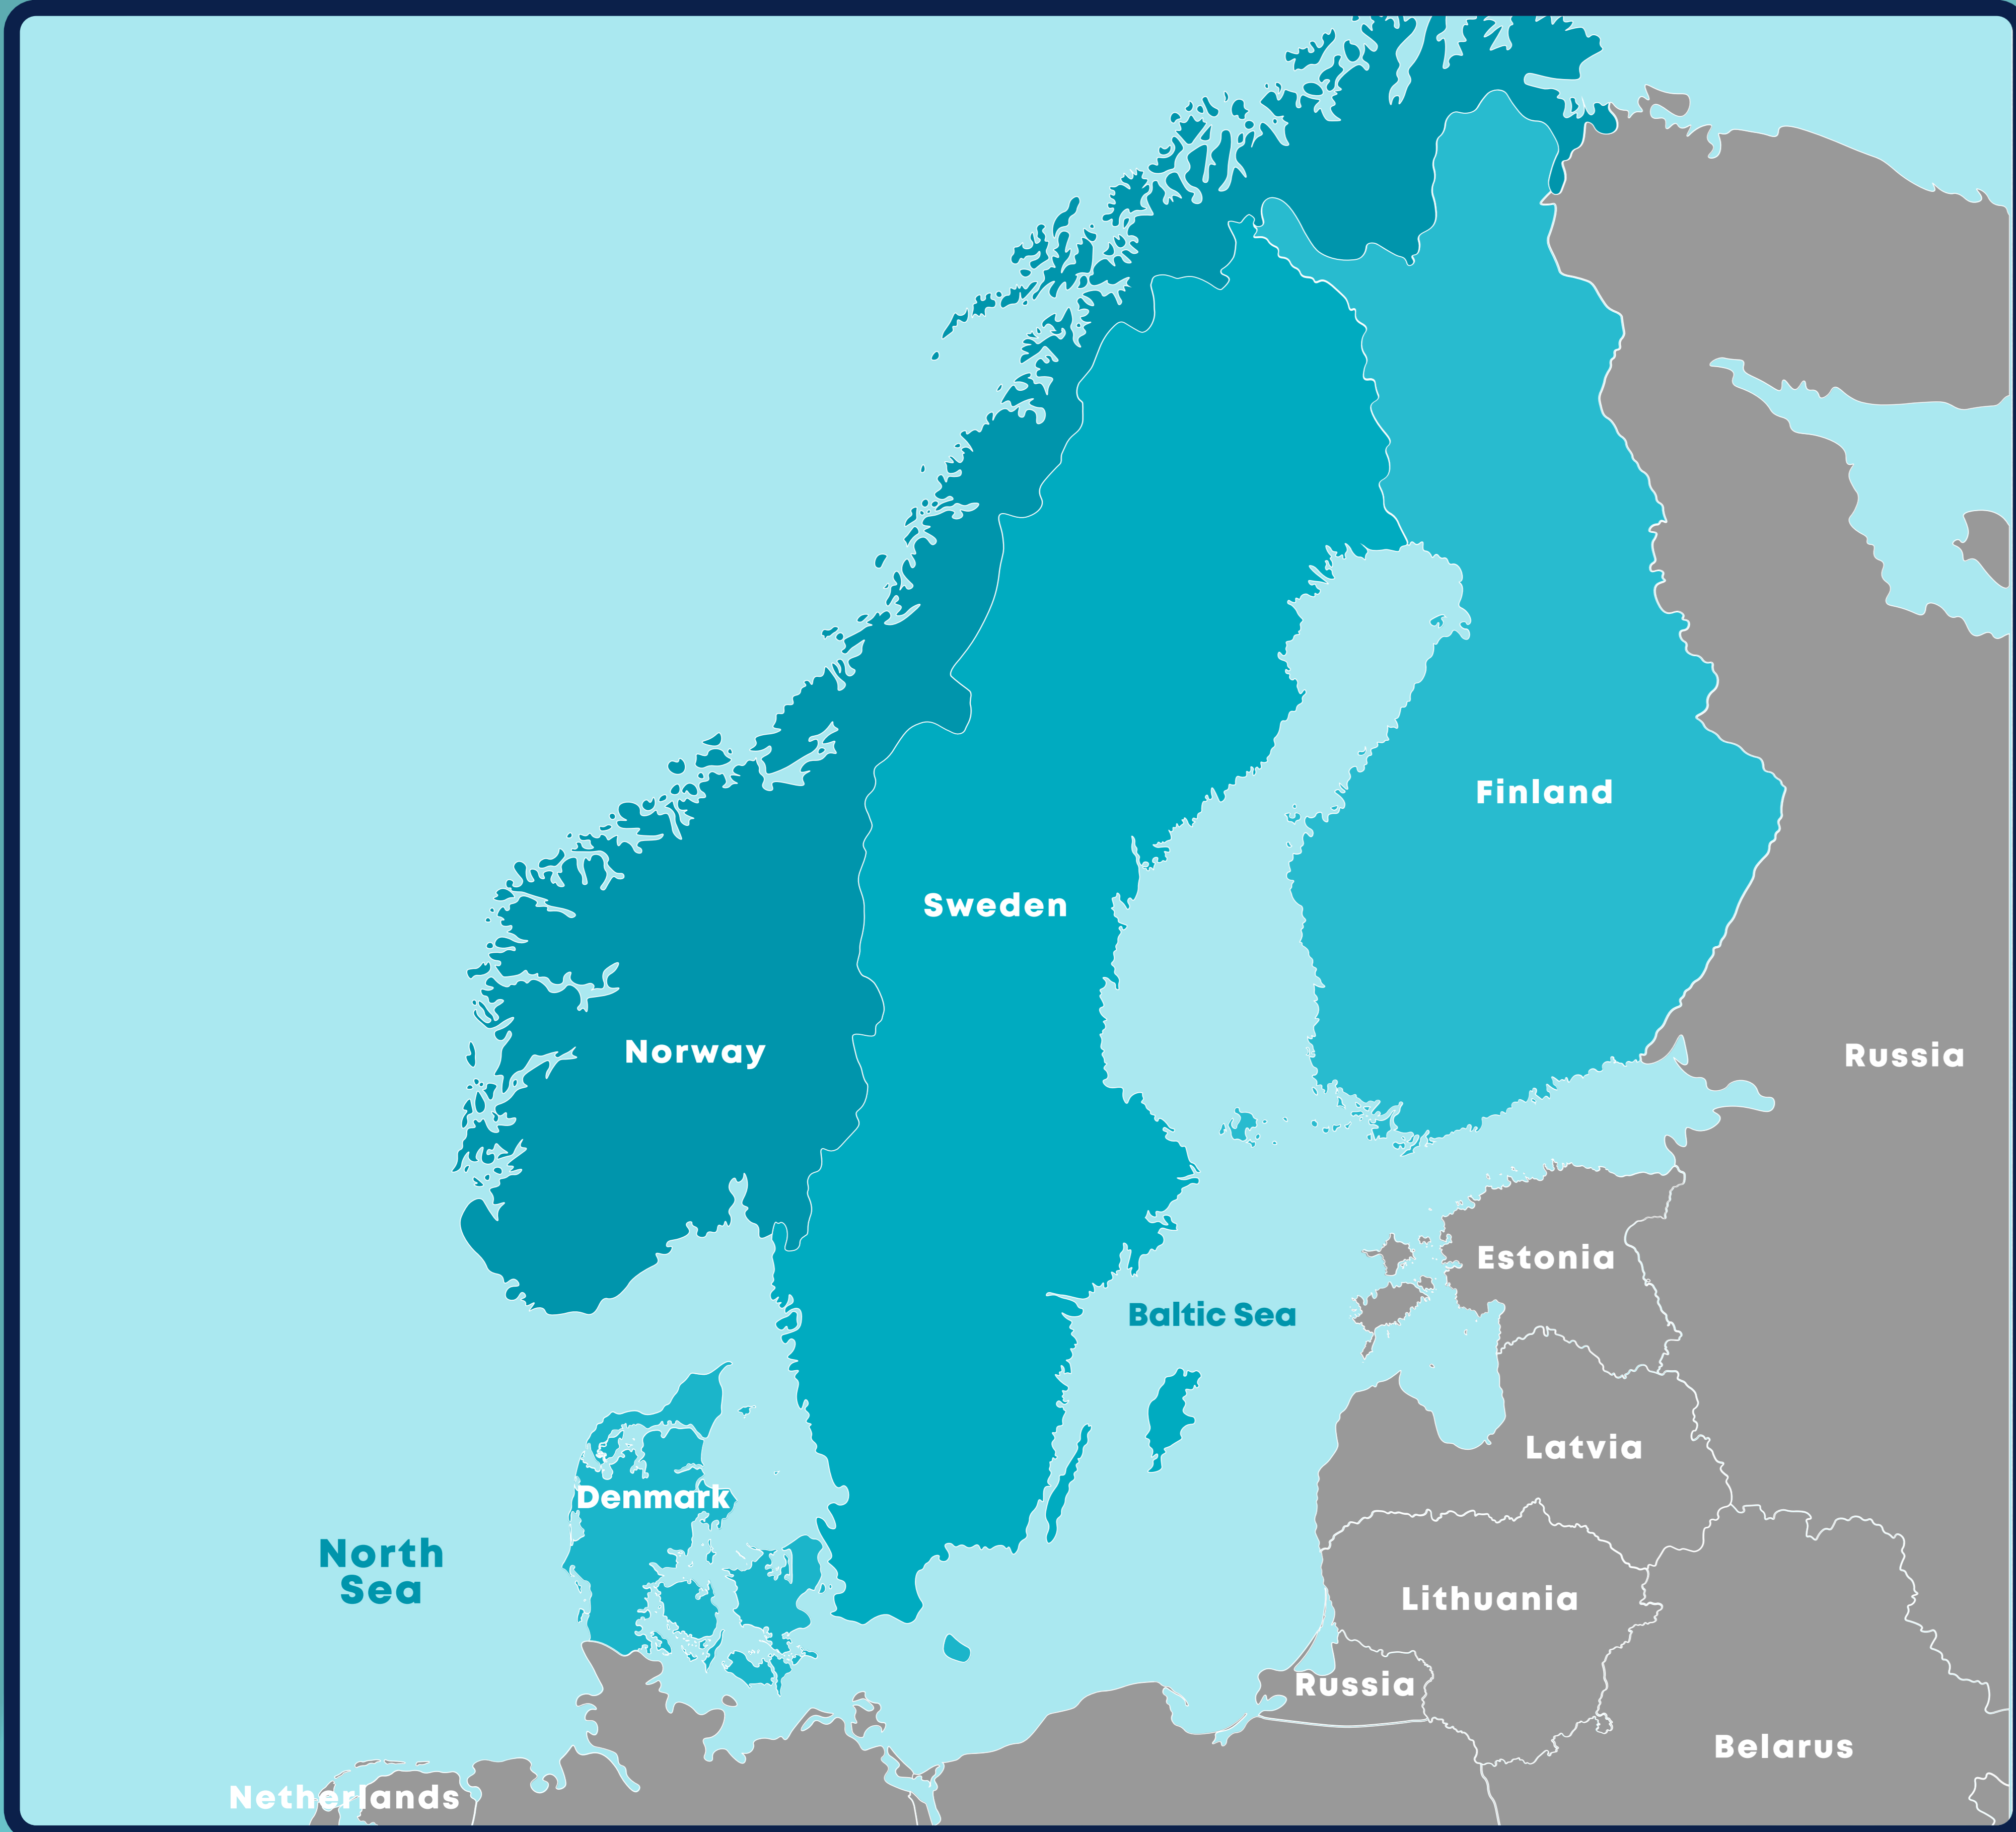 Finland
Sweden
Norway
Russia
Estonia
Baltic Sea
Latvia
Denmark
North
Sea
Lithuania
Russia
Belarus
Netherlands